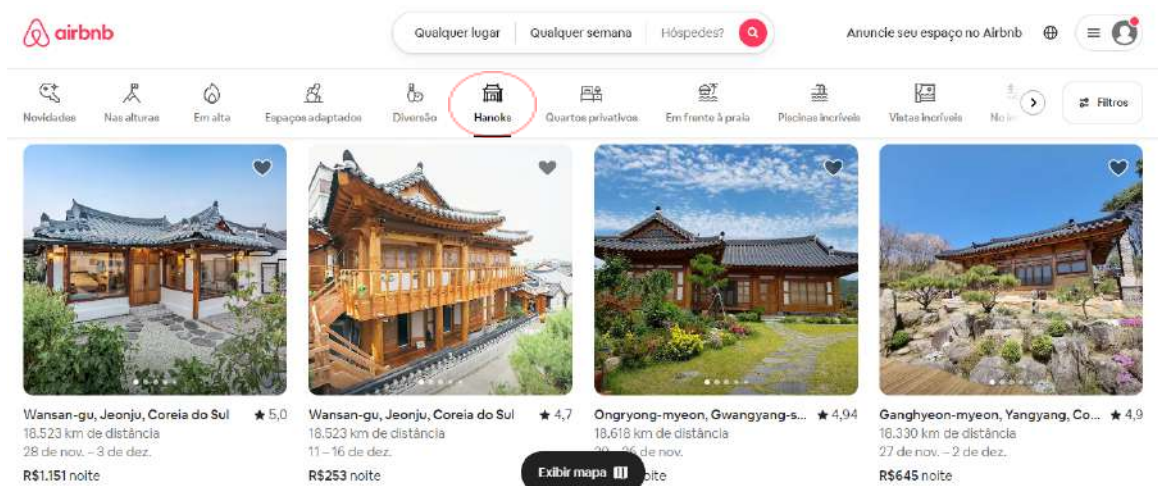 airbnb
Qualquer lugar
Qualquer semana
Hóspedes?
Anuncie seu espaço no Airbnb
Novidades
Nas alturas
Em alta
Espaços adaptados
Diversão
Hanoks
Quartos privativos
Em frente à praia
Piscinas incríveis
Vistas incríveis
Filtros
Wansan-gu, Jeonju, Coreia do Sul ★ 5,0
18.523 km de distância
28 de nov. – 3 de dez.
R$1.151 noite
Wansan-gu, Jeonju, Coreia do Sul ★ 4,7
18.523 km de distância
11 – 16 de dez.
R$253 noite
Ongryong-myeon, Gwangyang-s... ★ 4,94
18.618 km de distância
de nov.
Ganghyeon-myeon, Yangyang, Co... ★ 4,9
18.330 km de distância
27 de nov. – 2 de dez.
R$645 noite
Exibir mapa